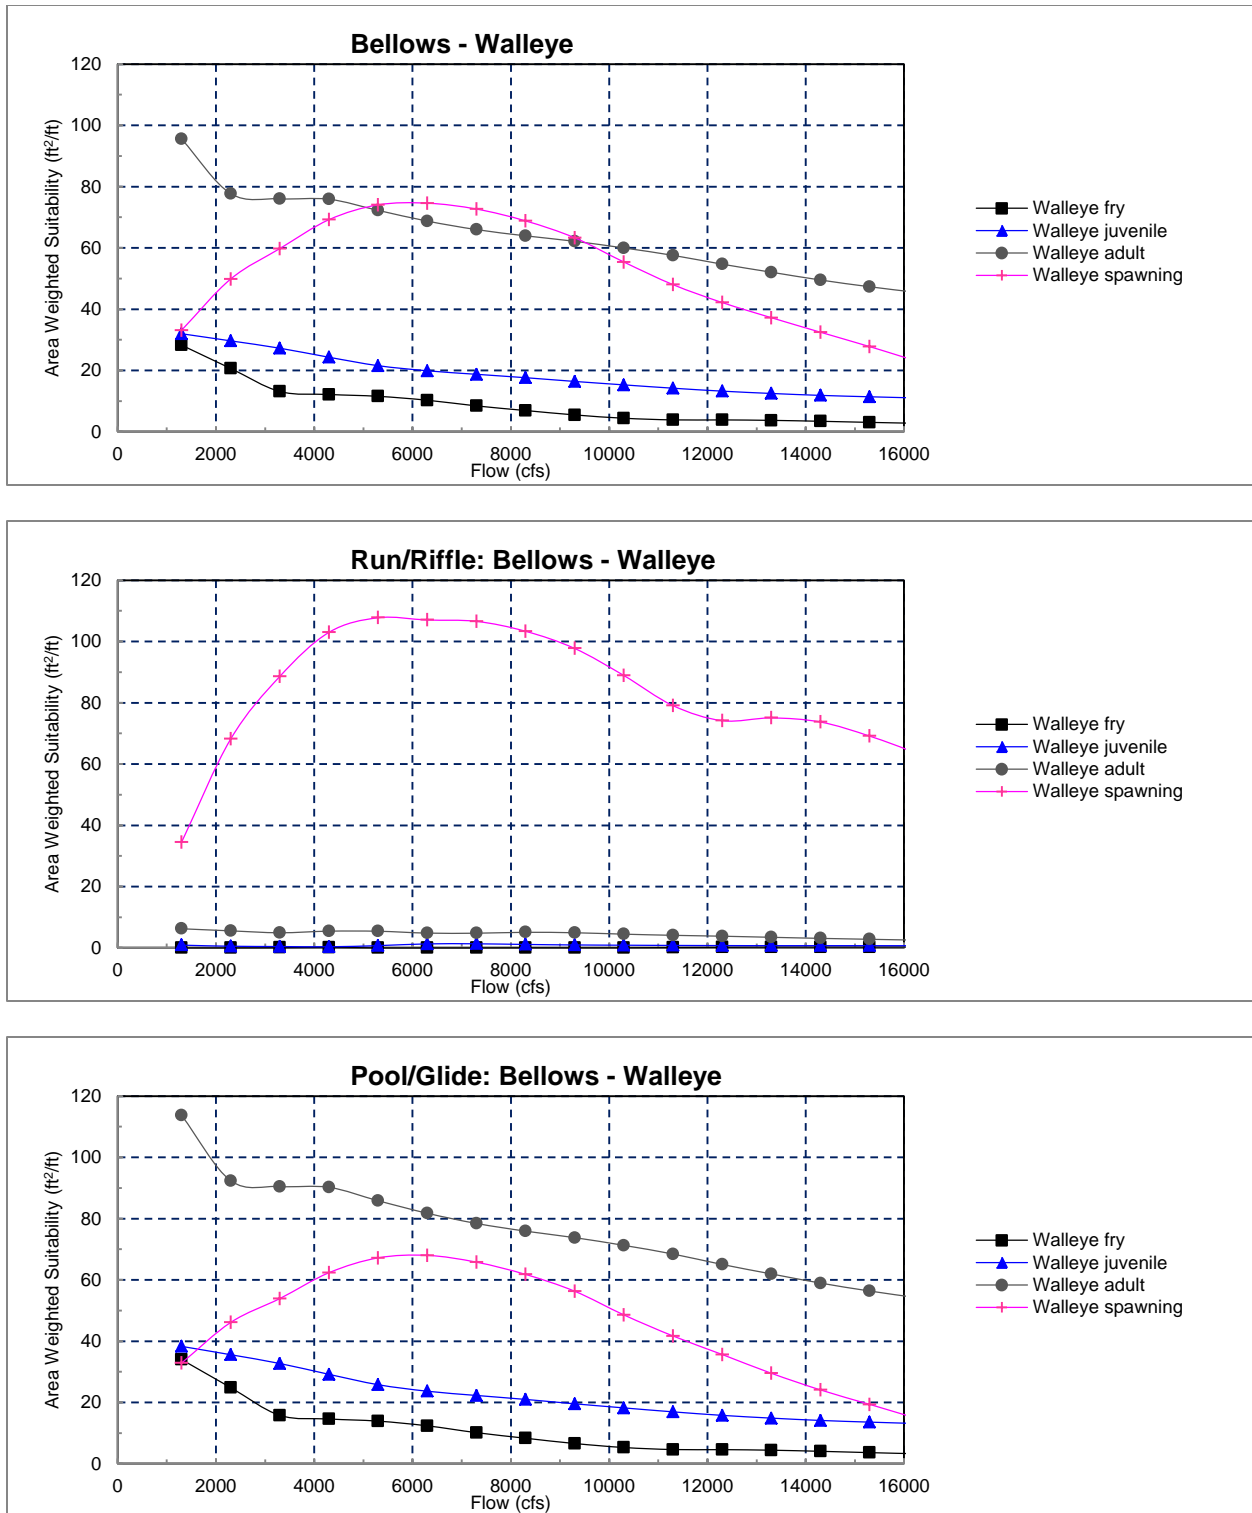 Bellows - Walleye
120
100
80
60
40
20
0
Area Weighted Suitability (ft²/ft)
0 2000 4000 6000 8000 10000 12000 14000 16000
Flow (cfs)
Walleye fry
Walleye juvenile
Walleye adult
Walleye spawning
Run/Riffle: Bellows - Walleye
120
100
80
60
40
20
0
Area Weighted Suitability (ft²/ft)
0 2000 4000 6000 8000 10000 12000 14000 16000
Flow (cfs)
Walleye fry
Walleye juvenile
Walleye adult
Walleye spawning
Pool/Glide: Bellows - Walleye
120
100
80
60
40
20
0
Area Weighted Suitability (ft²/ft)
0 2000 4000 6000 8000 10000 12000 14000 16000
Flow (cfs)
Walleye fry
Walleye juvenile
Walleye adult
Walleye spawning